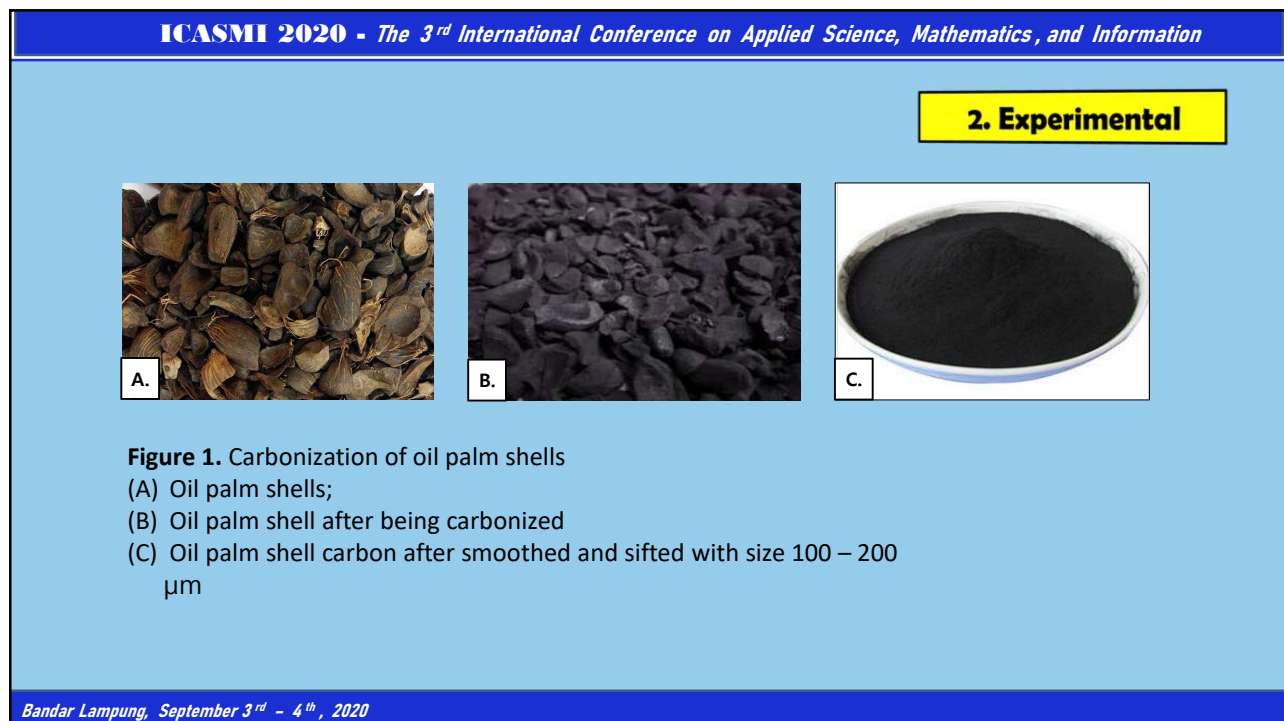 ICASMI 2020 - The 3rd International Conference on Applied Science, Mathematics, and Information
2. Experimental
A.
B.
C.
Figure 1. Carbonization of oil palm shells
(A) Oil palm shells;
(B) Oil palm shell after being carbonized
(C) Oil palm shell carbon after smoothed and sifted with size 100 – 200
µm
Bandar Lampung, September 3rd – 4th, 2020